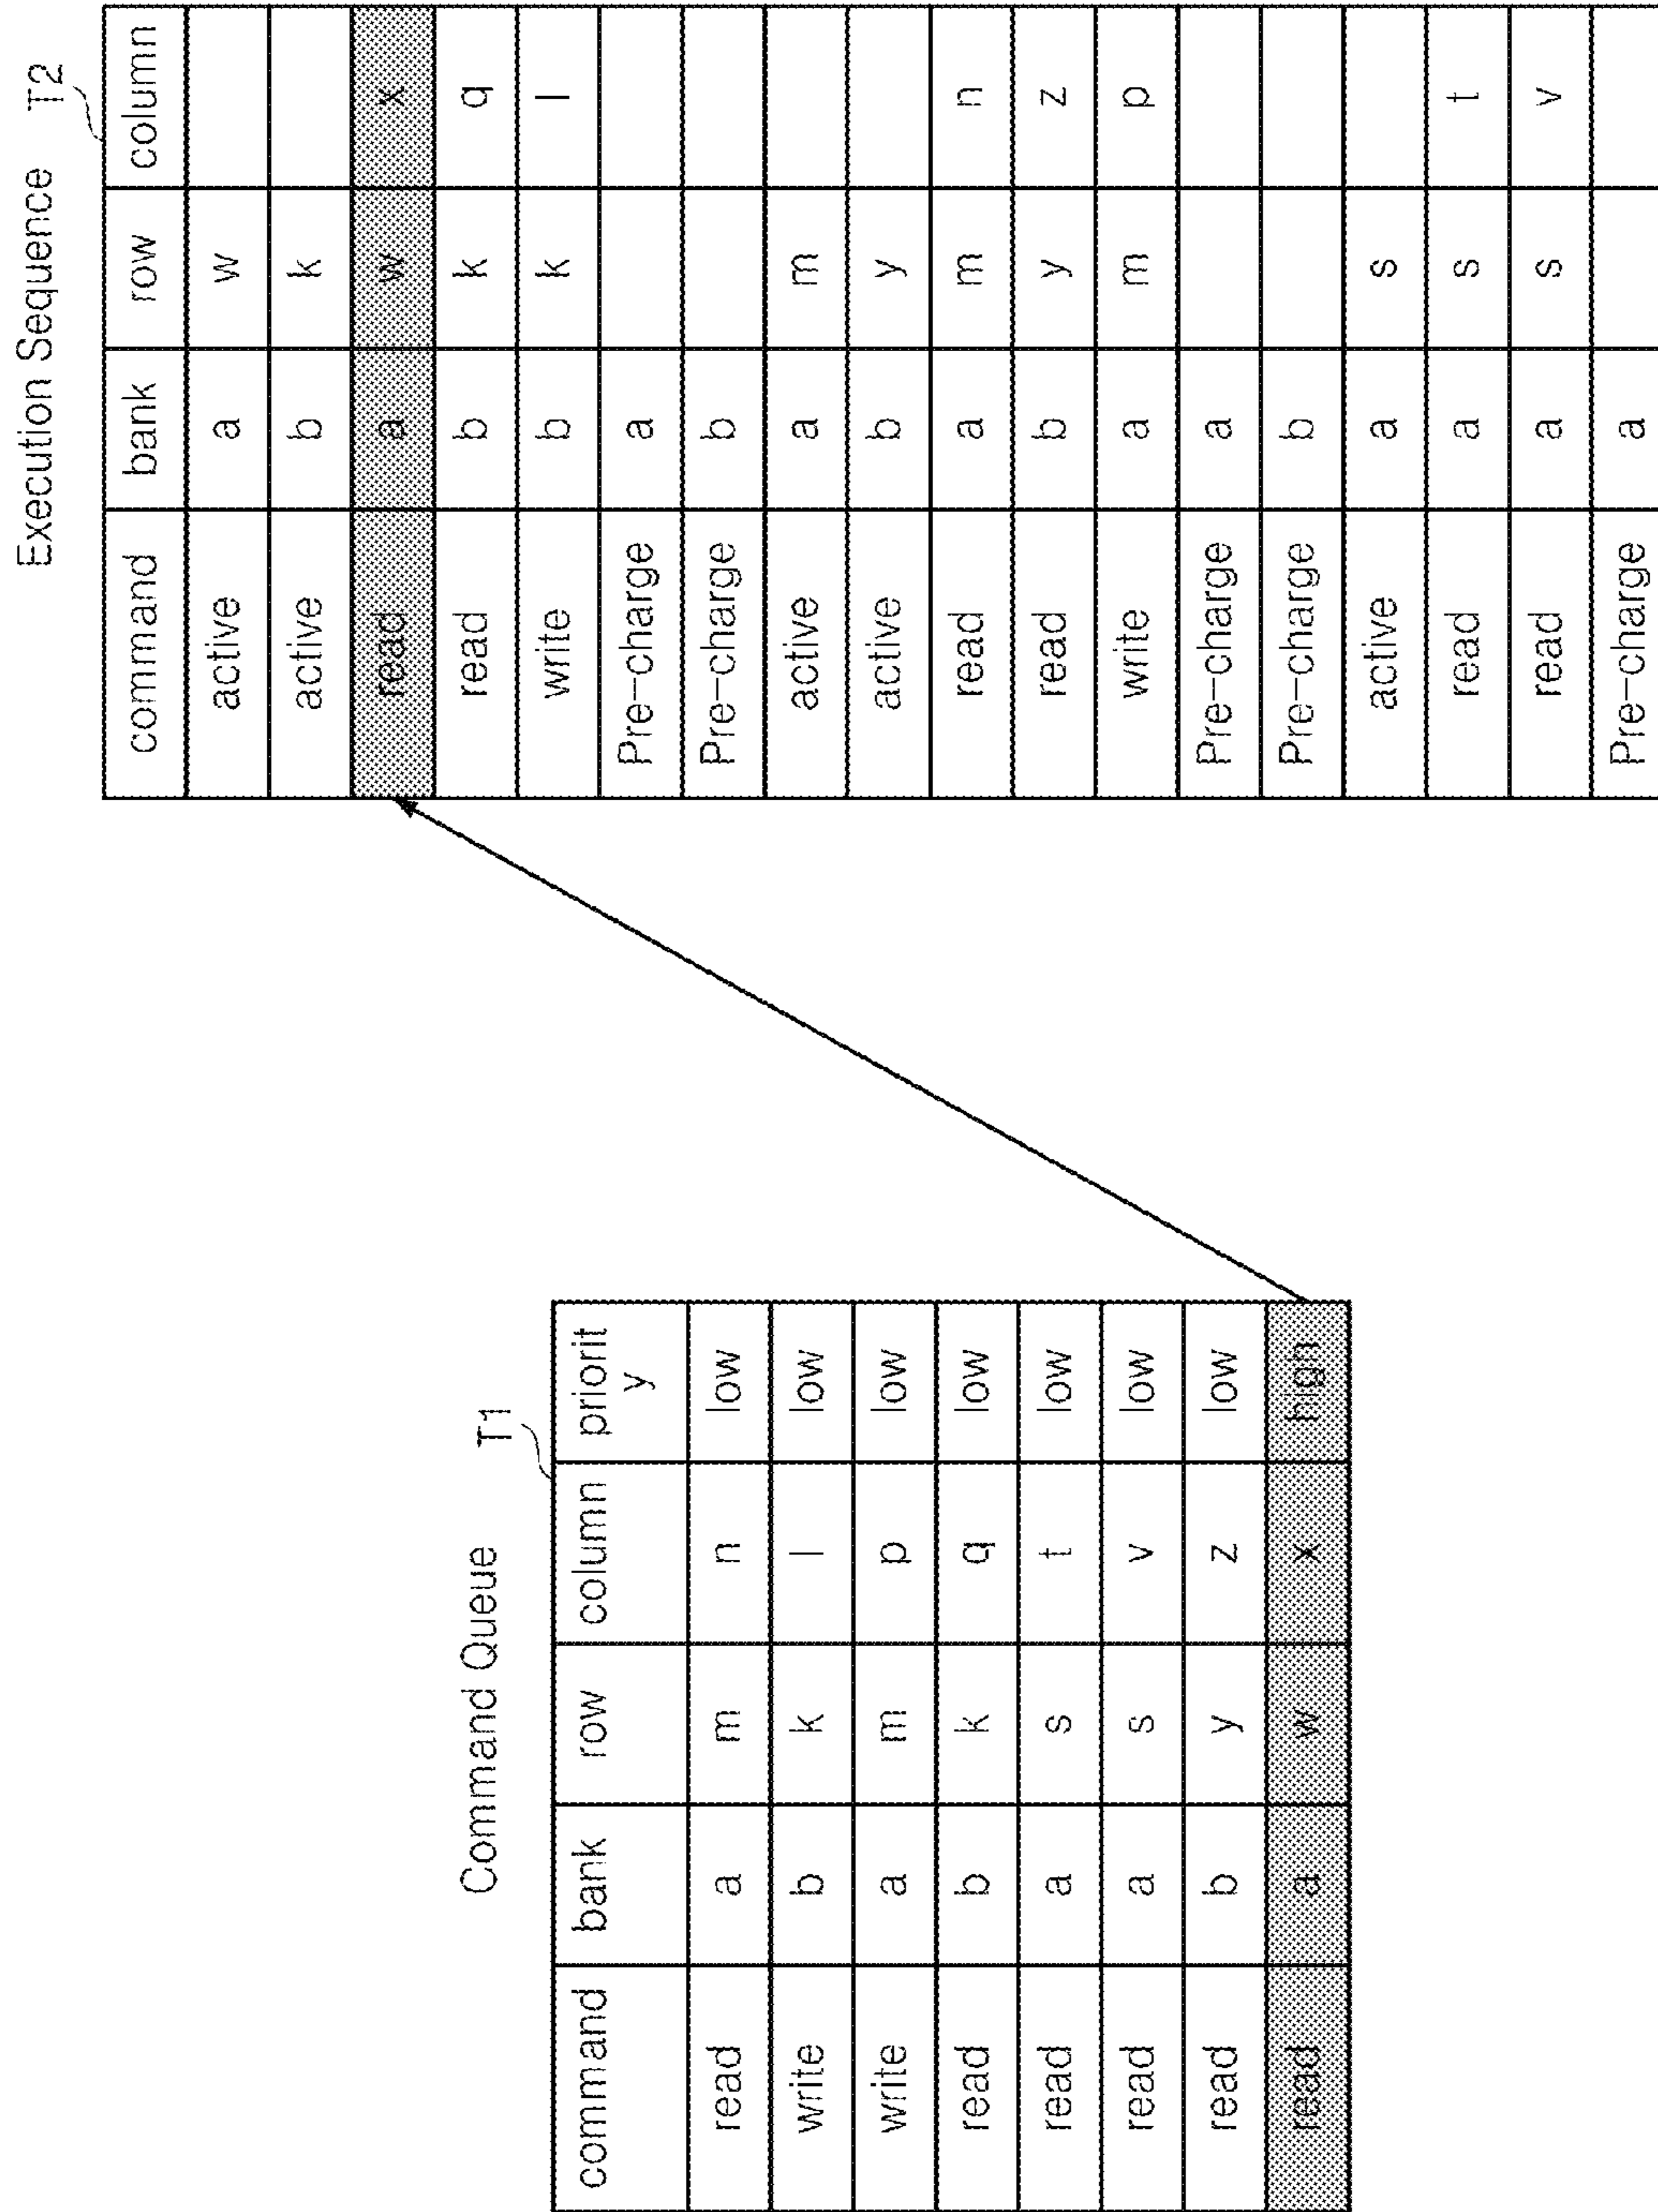 Command Queue
T1
command bank row column priorit
y
read a m n low
write b k l low
write a m p low
read b k q low
read a s t low
read a s v low
read b y z low
read a w x high
Execution Sequence
T2
command bank row column
active a w
active b k
read a w x
read b k q
write b k l
Pre-charge a
Pre-charge b
active a m
active b y
read a m n
read b y z
write a m p
Pre-charge a
Pre-charge b
active a s
read a s t
read a s v
Pre-charge a